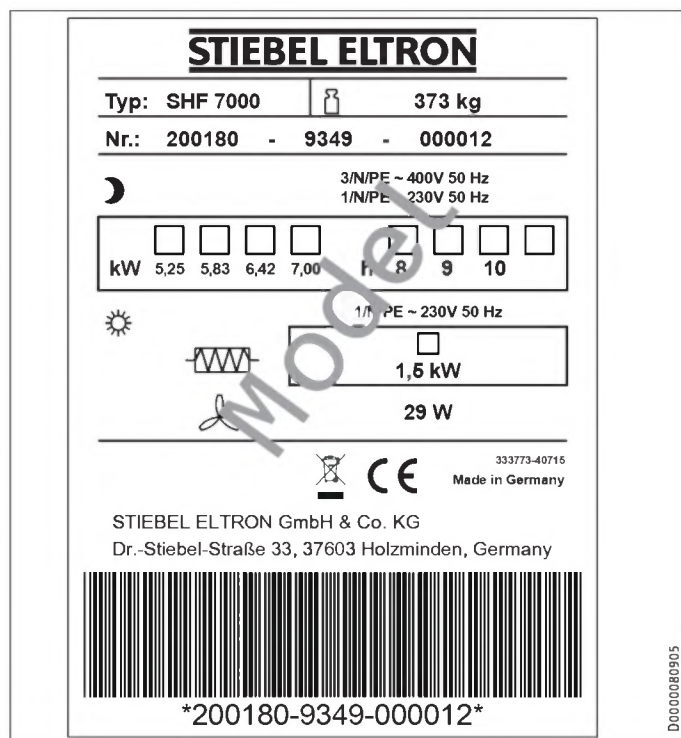 STIEBEL ELTRON
Typ: SHF 7000 373 kg
Nr.: 200180 - 9349 - 000012
3/N/PE ~ 400V 50 Hz
1/N/PE ~ 230V 50 Hz
kW 5,25 5,83 6,42 7,00 h 8 9 10
1/N/PE ~ 230V 50 Hz
1,5 kW
29 W
Model
CE
333773-40715
Made in Germany
STIEBEL ELTRON GmbH & Co. KG
Dr.-Stiebel-Straße 33, 37603 Holzminden, Germany
*200180-9349-000012*
D0000080905